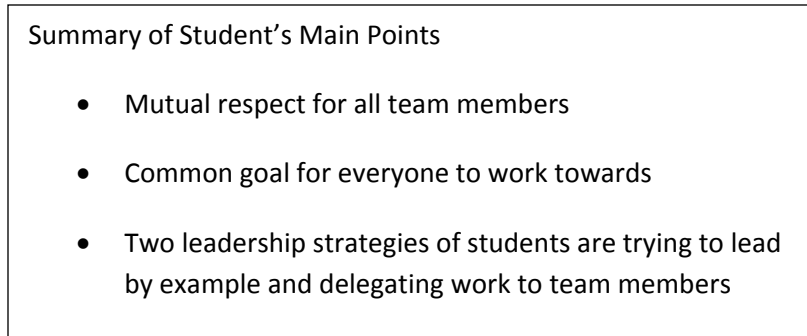 Summary of Student's Main Points
• Mutual respect for all team members
• Common goal for everyone to work towards
• Two leadership strategies of students are trying to lead
by example and delegating work to team members